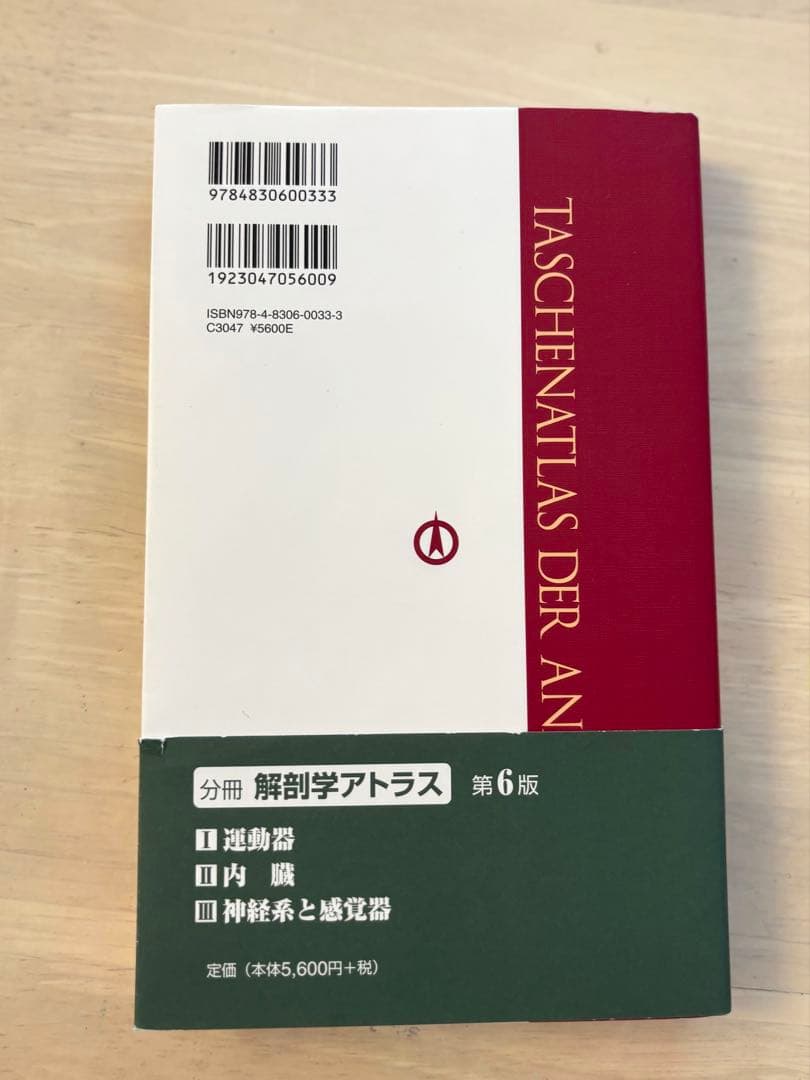 9784830600333
1923047056009
ISBN978-4-8306-0033-3
C3047 ¥5600E
TASCHENATLAS DER AN
分冊 解剖学アトラス 第6版
Ⅰ 運動器
Ⅱ 内 臓
Ⅲ 神経系と感覚器
定価（本体5,600円+税）